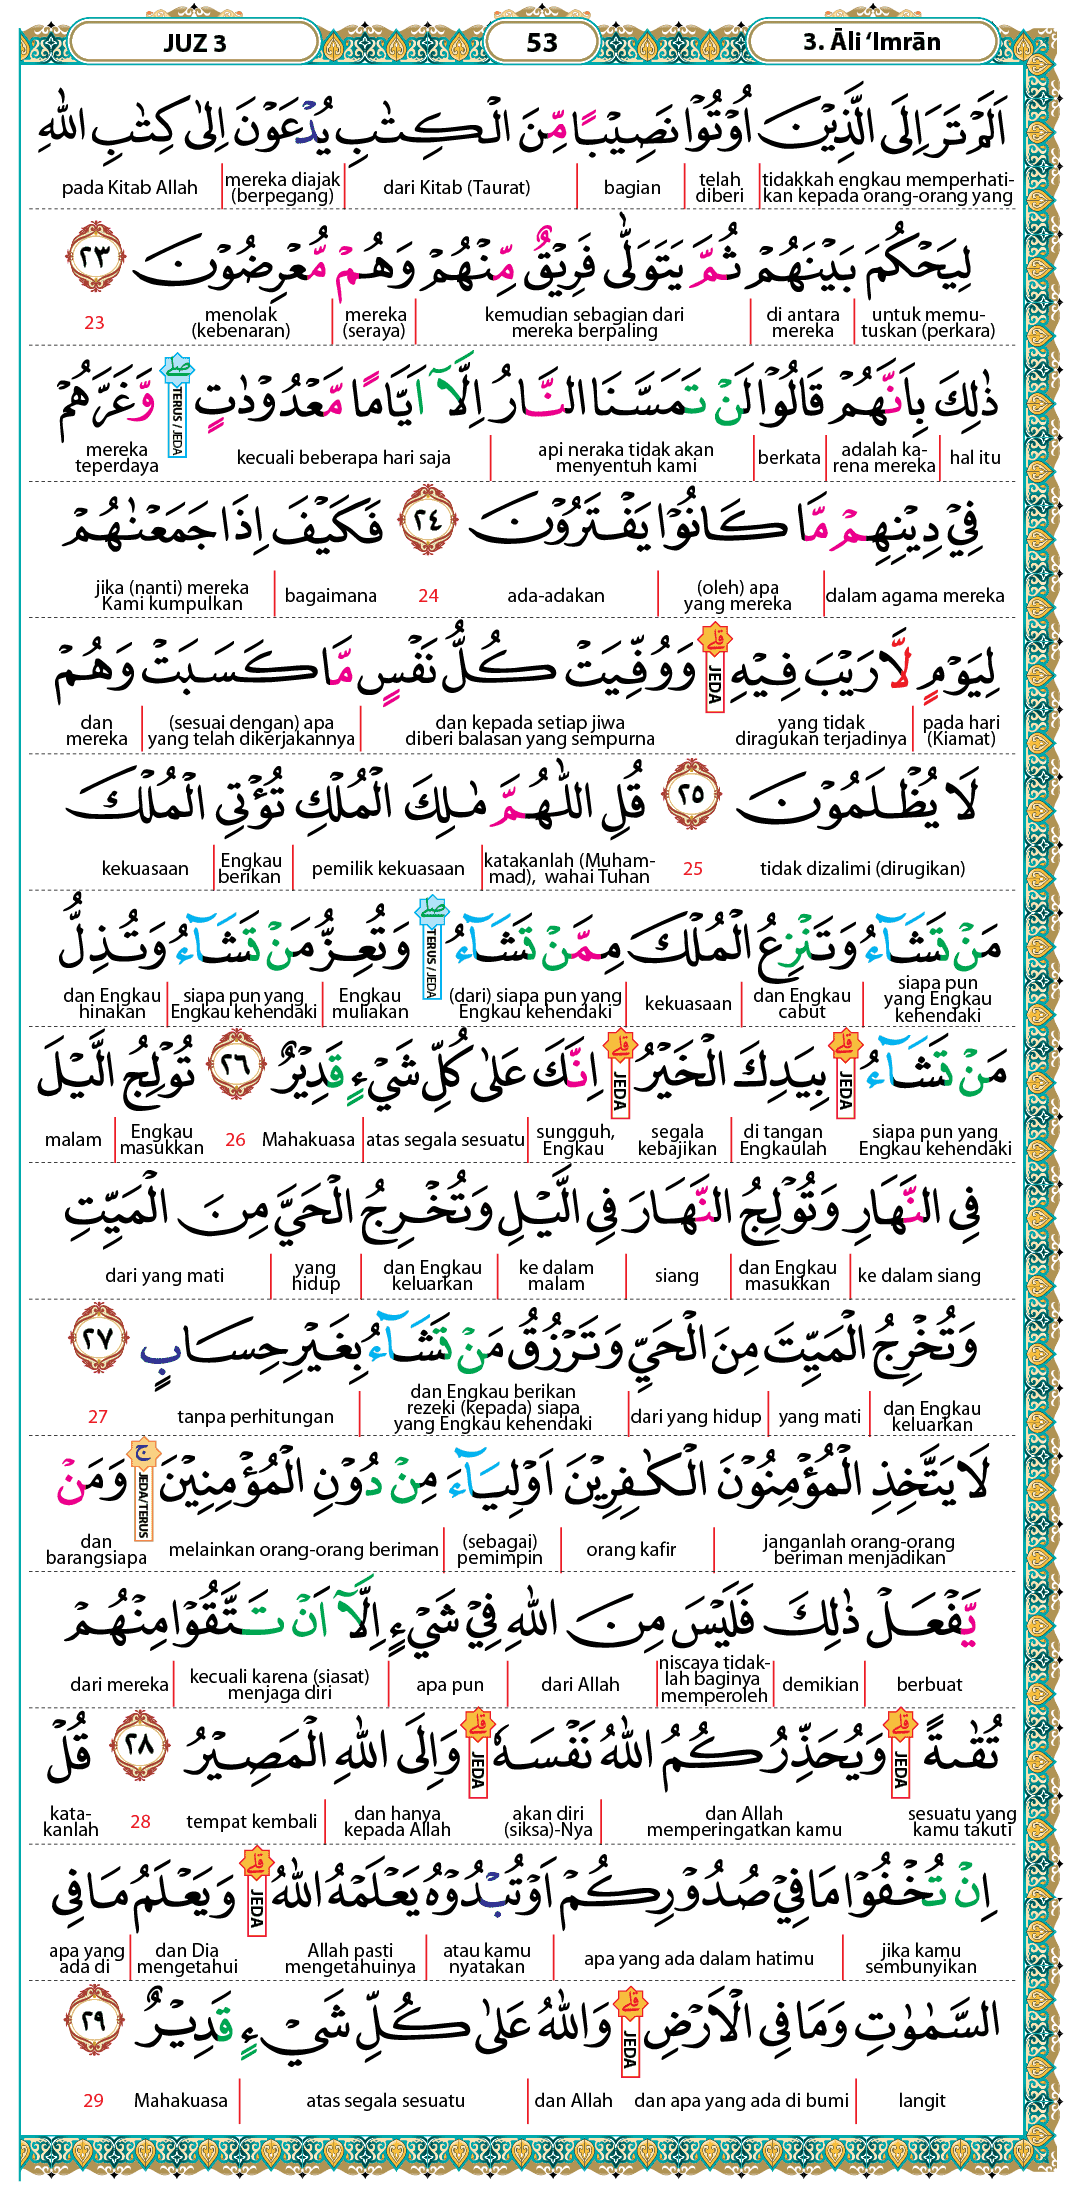 JUZ 3 53 3. Āli ‘Imrān
اَلَمْ تَرَ اِلَى الَّذِيْنَ اُوْتُوْا نَصِيْبًا مِّنَ الْكِتٰبِ يُدْعَوْنَ اِلٰى كِتٰبِ اللّٰهِ
tidakkah engkau memperhati-kan kepada orang-orang yang | telah diberi | bagian | dari Kitab (Taurat) | mereka diajak (berpegang) | pada Kitab Allah
لِيَحْكُمَ بَيْنَهُمْ ثُمَّ يَتَوَلّٰى فَرِيْقٌ مِّنْهُمْ وَهُمْ مُّعْرِضُوْنَ ٢٣
untuk memu-tuskan (perkara) | di antara mereka | kemudian sebagian dari mereka berpaling | mereka (seraya) | menolak (kebenaran) 23
ذٰلِكَ بِاَنَّهُمْ قَالُوْا لَنْ تَمَسَّنَا النَّارُ اِلَّآ اَيَّامًا مَّعْدُوْدٰتٍ ۖ TERUS / JEDA وَّغَرَّهُمْ
hal itu | adalah ka-rena mereka | berkata | api neraka tidak akan menyentuh kami | kecuali beberapa hari saja mereka teperdaya
فِيْ دِيْنِهِمْ مَّا كَانُوْا يَفْتَرُوْنَ ٢٤ فَكَيْفَ اِذَا جَمَعْنٰهُمْ
dalam agama mereka | (oleh) apa yang mereka | ada-adakan 24 bagaimana | jika (nanti) mereka Kami kumpulkan
لِيَوْمٍ لَّا رَيْبَ فِيْهِ ۗ JEDA وَوُفِّيَتْ كُلُّ نَفْسٍ مَّا كَسَبَتْ وَهُمْ
pada hari (Kiamat) | yang tidak diragukan terjadinya dan kepada setiap jiwa diberi balasan yang sempurna | (sesuai dengan) apa yang telah dikerjakannya | dan mereka
لَا يُظْلَمُوْنَ ٢٥ قُلِ اللّٰهُمَّ مٰلِكَ الْمُلْكِ تُؤْتِى الْمُلْكَ
tidak dizalimi (dirugikan) 25 katakanlah (Muham-mad), wahai Tuhan | pemilik kekuasaan | Engkau berikan | kekuasaan
مَنْ تَشَاۤءُ وَتَنْزِعُ الْمُلْكَ مِمَّنْ تَشَاۤءُ ۖ TERUS / JEDA وَتُعِزُّ مَنْ تَشَاۤءُ وَتُذِلُّ
siapa pun yang Engkau kehendaki | dan Engkau cabut | kekuasaan | (dari) siapa pun yang Engkau kehendaki Engkau muliakan | siapa pun yang Engkau kehendaki | dan Engkau hinakan
مَنْ تَشَاۤءُ ۗ JEDA بِيَدِكَ الْخَيْرُ ۗ JEDA اِنَّكَ عَلٰى كُلِّ شَيْءٍ قَدِيْرٌ ٢٦ تُوْلِجُ الَّيْلَ
siapa pun yang Engkau kehendaki di tangan Engkaulah | segala kebajikan sungguh, Engkau | atas segala sesuatu | Mahakuasa 26 Engkau masukkan | malam
فِى النَّهَارِ وَتُوْلِجُ النَّهَارَ فِى الَّيْلِ وَتُخْرِجُ الْحَيَّ مِنَ الْمَيِّتِ
ke dalam siang | dan Engkau masukkan | siang | ke dalam malam | dan Engkau keluarkan | yang hidup | dari yang mati
وَتُخْرِجُ الْمَيِّتَ مِنَ الْحَيِّ وَتَرْزُقُ مَنْ تَشَاۤءُ بِغَيْرِ حِسَابٍ ٢٧
dan Engkau keluarkan | yang mati | dari yang hidup | dan Engkau berikan rezeki (kepada) siapa yang Engkau kehendaki | tanpa perhitungan 27
لَا يَتَّخِذِ الْمُؤْمِنُوْنَ الْكٰفِرِيْنَ اَوْلِيَاۤءَ مِنْ دُوْنِ الْمُؤْمِنِيْنَ ۚ JEDA/TERUS وَمَنْ
janganlah orang-orang beriman menjadikan | orang kafir | (sebagai) pemimpin | melainkan orang-orang beriman dan barangsiapa
يَّفْعَلْ ذٰلِكَ فَلَيْسَ مِنَ اللّٰهِ فِيْ شَيْءٍ اِلَّآ اَنْ تَتَّقُوْا مِنْهُمْ
berbuat | demikian | niscaya tidak-lah baginya memperoleh | dari Allah | apa pun | kecuali karena (siasat) menjaga diri | dari mereka
تُقٰىةً ۗ JEDA وَيُحَذِّرُكُمُ اللّٰهُ نَفْسَهٗ ۗ JEDA وَاِلَى اللّٰهِ الْمَصِيْرُ ٢٨ قُلْ
sesuatu yang kamu takuti dan Allah memperingatkan kamu | akan diri (siksa)-Nya dan hanya kepada Allah | tempat kembali 28 kata-kanlah
اِنْ تُخْفُوْا مَا فِيْ صُدُوْرِكُمْ اَوْ تُبْدُوْهُ يَعْلَمْهُ اللّٰهُ ۗ JEDA وَيَعْلَمُ مَا فِى
jika kamu sembunyikan | apa yang ada dalam hatimu | atau kamu nyatakan | Allah pasti mengetahuinya dan Dia mengetahui | apa yang ada di
السَّمٰوٰتِ وَمَا فِى الْاَرْضِ ۗ JEDA وَاللّٰهُ عَلٰى كُلِّ شَيْءٍ قَدِيْرٌ ٢٩
langit | dan apa yang ada di bumi dan Allah | atas segala sesuatu | Mahakuasa 29